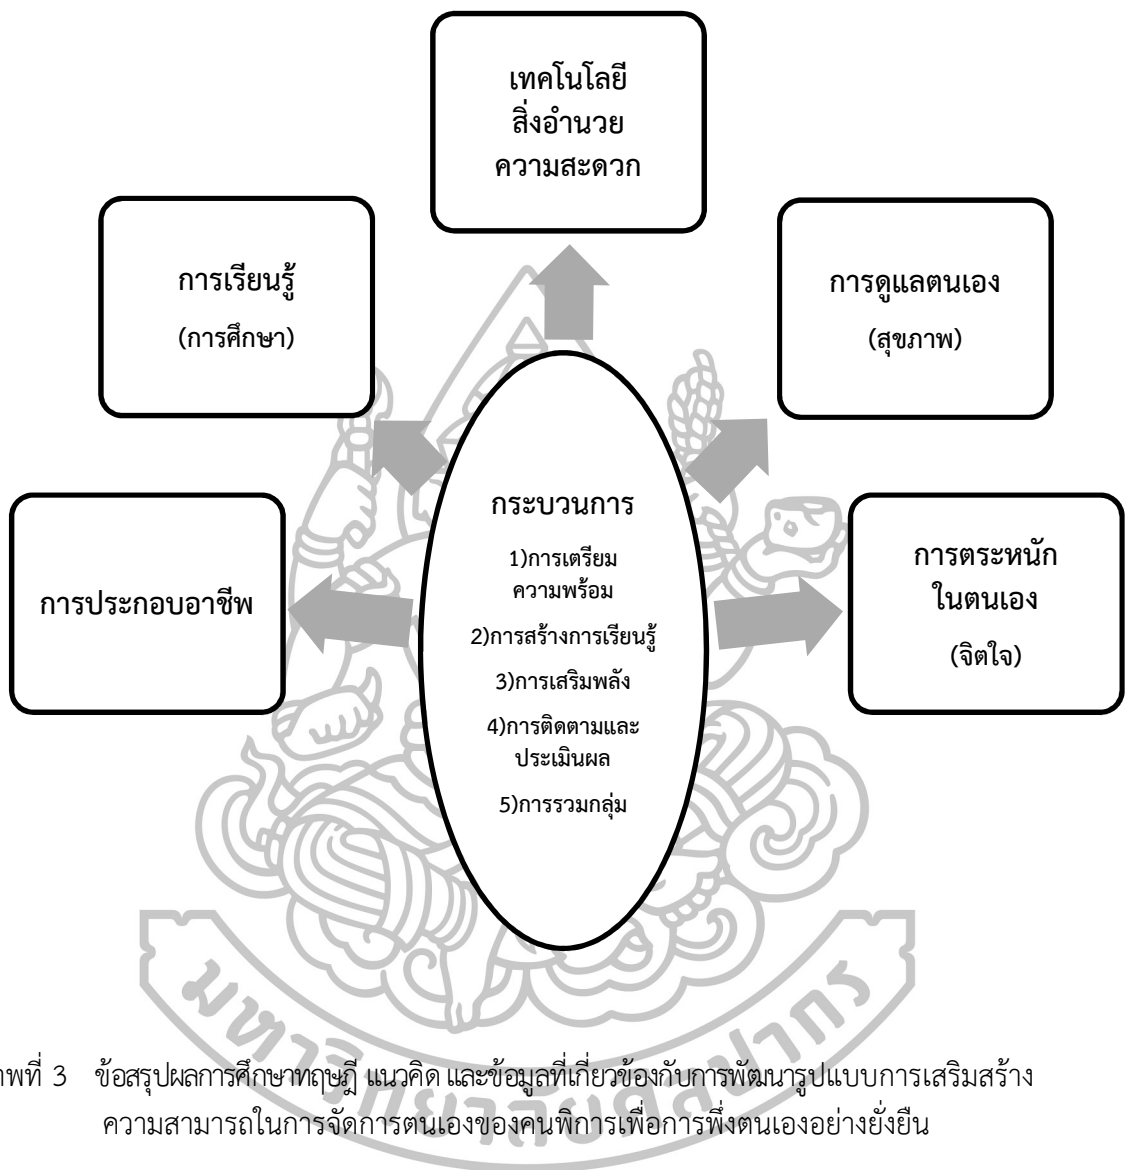 เทคโนโลยี
สิ่งอำนวย
ความสะดวก
การเรียนรู้
(การศึกษา)
การดูแลตนเอง
(สุขภาพ)
การประกอบอาชีพ
กระบวนการ
1)การเตรียม
ความพร้อม
2)การสร้างการเรียนรู้
3)การเสริมพลัง
4)การติดตามและ
ประเมินผล
5)การรวมกลุ่ม
การตระหนัก
ในตนเอง
(จิตใจ)
มหาวิทยาลัยศิลปากร
พที่ 3 ข้อสรุปผลการศึกษาทฤษฎี แนวคิด และข้อมูลที่เกี่ยวข้องกับการพัฒนารูปแบบการเสริมสร้าง
ความสามารถในการจัดการตนเองของคนพิการเพื่อการพึ่งตนเองอย่างยั่งยืน